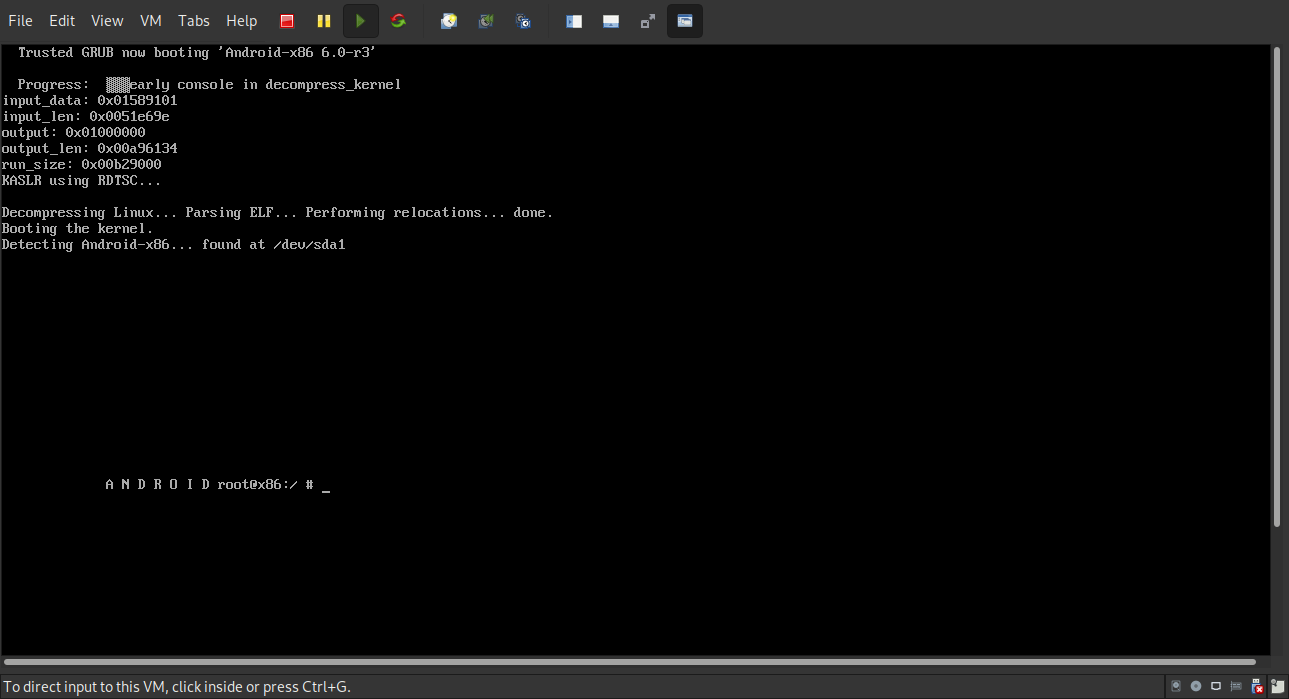 File Edit View VM Tabs Help
Trusted GRUB now booting 'Android-x86 6.0-r3'
Progress: ▒▒▒early console in decompress_kernel
input_data: 0x01589101
input_len: 0x0051e69e
output: 0x01000000
output_len: 0x00a96134
run_size: 0x00b29000
KASLR using RDTSC...
Decompressing Linux... Parsing ELF... Performing relocations... done.
Booting the kernel.
Detecting Android-x86... found at /dev/sda1
A N D R O I D root@x86:/ # _
To direct input to this VM, click inside or press Ctrl+G.